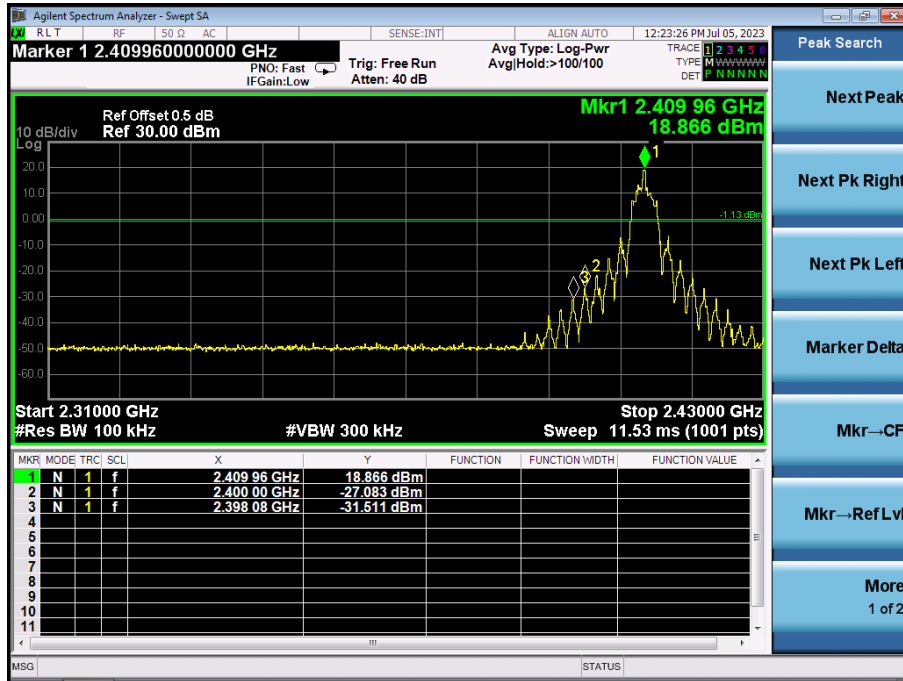 Agilent Spectrum Analyzer - Swept SA
LXI RLT RF 50 Ω AC SENSE:INT ALIGN AUTO 12:23:26 PM Jul 05, 2023
Marker 1 2.409960000000 GHz
PNO: Fast
IFGain:Low
Trig: Free Run
Atten: 40 dB
Avg Type: Log-Pwr
Avg|Hold:>100/100
TRACE 1 2 3 4 5 6
TYPE M WWWWW
DET P N N N N N
Peak Search
Next Peak
Next Pk Right
Next Pk Left
Marker Delta
Mkr→CF
Mkr→Ref Lvl
More
1 of 2
Ref Offset 0.5 dB
10 dB/div Ref 30.00 dBm
Log
Mkr1 2.409 96 GHz
18.866 dBm
20.0
10.0
0.00
-10.0
-20.0
-30.0
-40.0
-50.0
-60.0
1
-1.13 dBm
2
3
Start 2.31000 GHz Stop 2.43000 GHz
#Res BW 100 kHz #VBW 300 kHz Sweep 11.53 ms (1001 pts)
MKR MODE TRC SCL X Y FUNCTION FUNCTION WIDTH FUNCTION VALUE
1 N 1 f 2.409 96 GHz 18.866 dBm
2 N 1 f 2.400 00 GHz -27.083 dBm
3 N 1 f 2.398 08 GHz -31.511 dBm
4
5
6
7
8
9
10
11
MSG STATUS